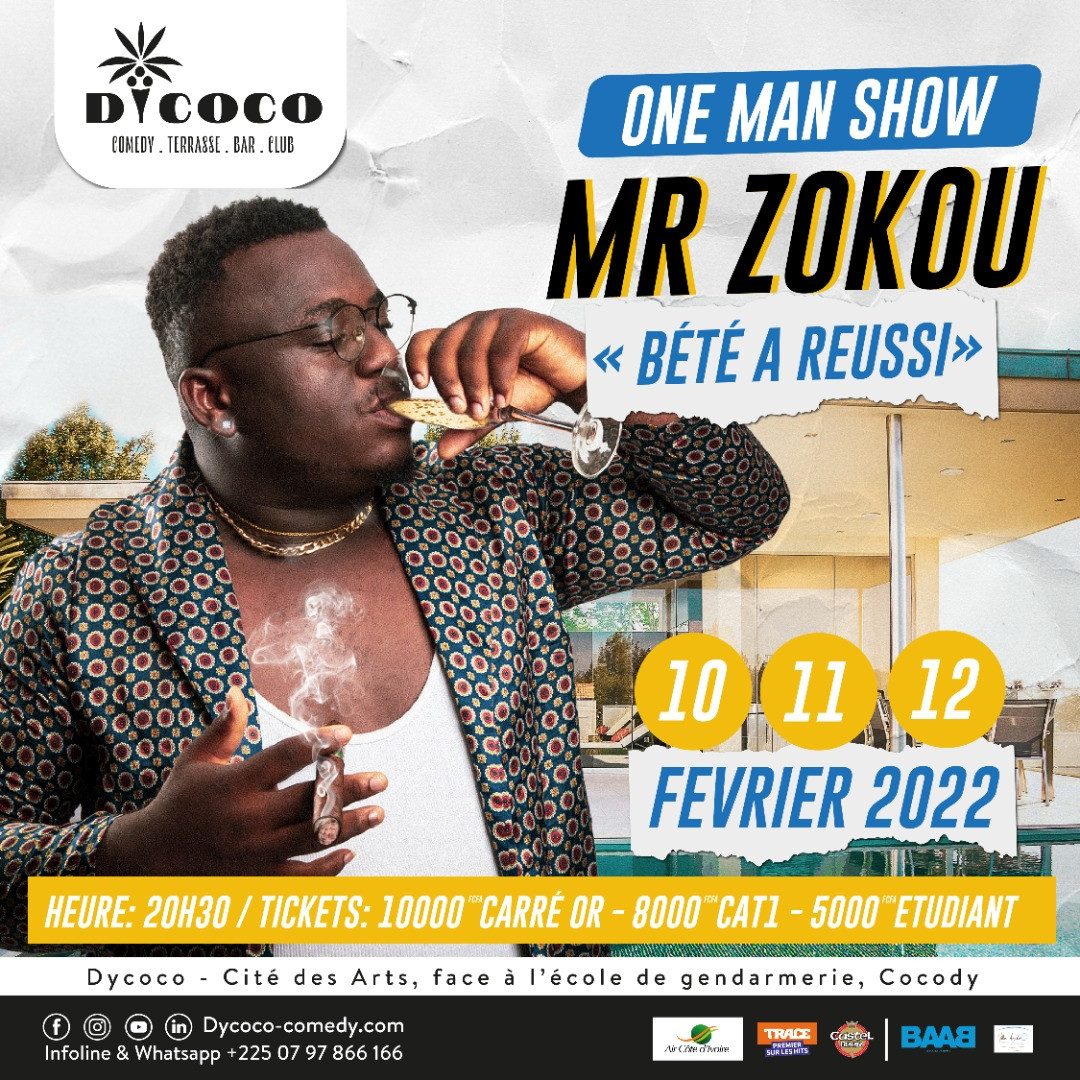 DYCOCO
COMEDY . TERRASSE . BAR . CLUB
ONE MAN SHOW
MR ZOKOU
« BÉTÉ A REUSSI»
10 11 12
FEVRIER 2022
HEURE: 20H30 / TICKETS: 10000 FCFA CARRÉ OR - 8000 FCFA CAT1 - 5000 FCFA ETUDIANT
Dycoco - Cité des Arts, face à l'école de gendarmerie, Cocody
Dycoco-comedy.com
Infoline & Whatsapp +225 07 97 866 166
Air Côte d'Ivoire
TRACE
PREMIER
SUR LES HITS
CASTEL
BEER
BAAB